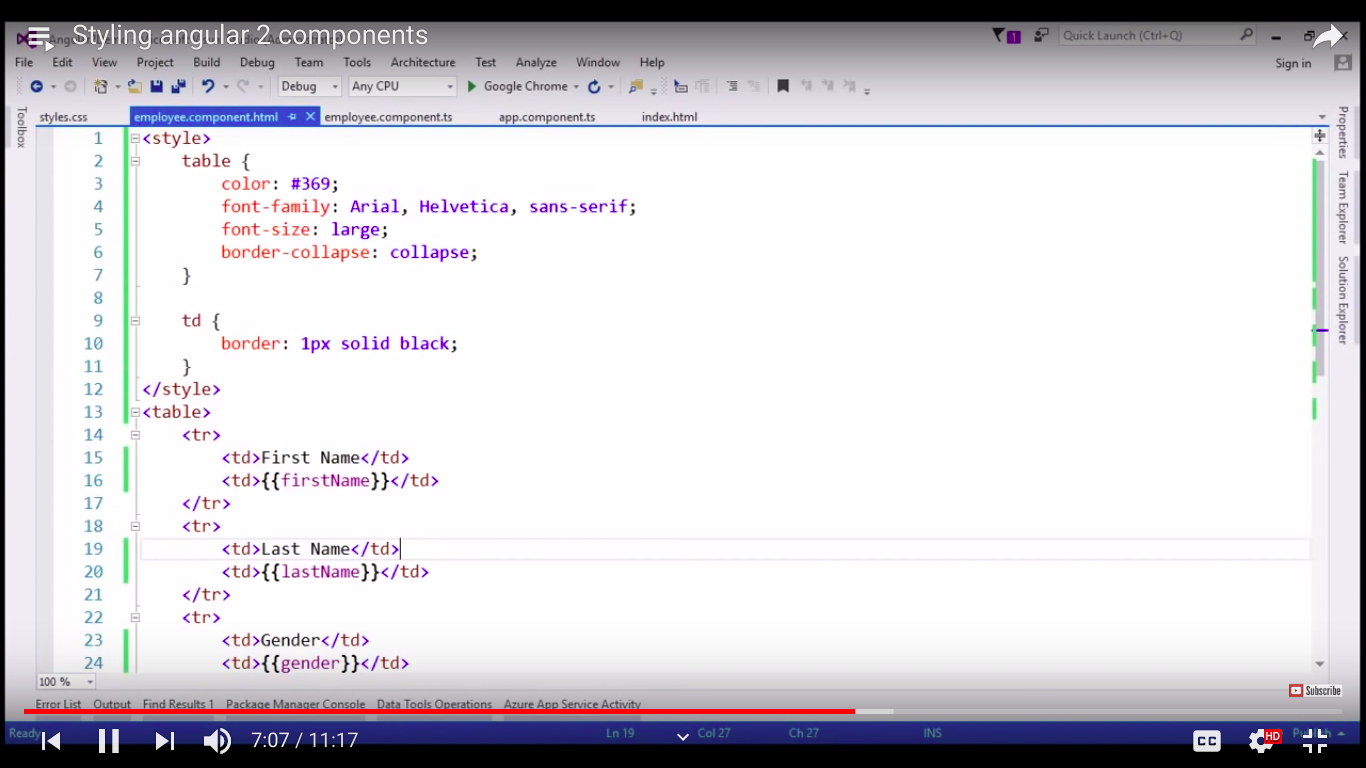 Styling angular 2 components
1
Quick Launch (Ctrl+Q)
File Edit View Project Build Debug Team Tools Architecture Test Analyze Window Help
Sign in
Debug Any CPU Google Chrome
Toolbox
styles.css employee.component.html employee.component.ts app.component.ts index.html
Properties
Team Explorer
Solution Explorer
1 <style>
2 table {
3 color: #369;
4 font-family: Arial, Helvetica, sans-serif;
5 font-size: large;
6 border-collapse: collapse;
7 }
8
9 td {
10 border: 1px solid black;
11 }
12 </style>
13 <table>
14 <tr>
15 <td>First Name</td>
16 <td>{{firstName}}</td>
17 </tr>
18 <tr>
19 <td>Last Name</td>
20 <td>{{lastName}}</td>
21 </tr>
22 <tr>
23 <td>Gender</td>
24 <td>{{gender}}</td>
100 %
Subscribe
Error List Output Find Results 1 Package Manager Console Data Tools Operations Azure App Service Activity
Ready Ln 19 Col 27 Ch 27 INS
7:07 / 11:17
CC
HD